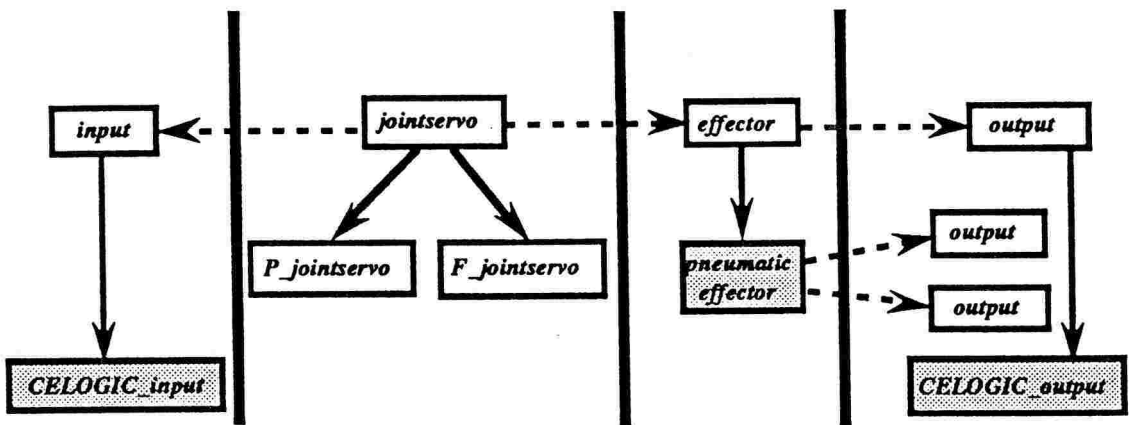 input
jointservo
effector
output
P_jointservo
F_jointservo
pneumatic
effector
output
output
CELOGIC_input
CELOGIC_output